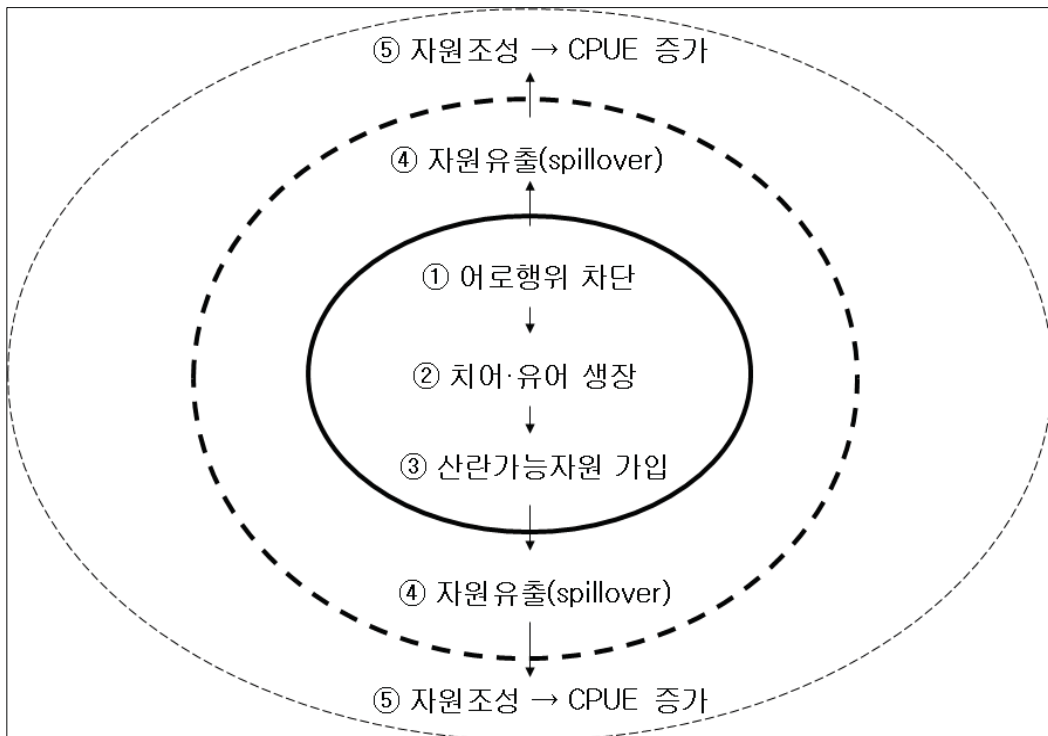 ⑤ 자원조성 → CPUE 증가
④ 자원유출(spillover)
① 어로행위 차단
② 치어·유어 생장
③ 산란가능자원 가입
④ 자원유출(spillover)
⑤ 자원조성 → CPUE 증가